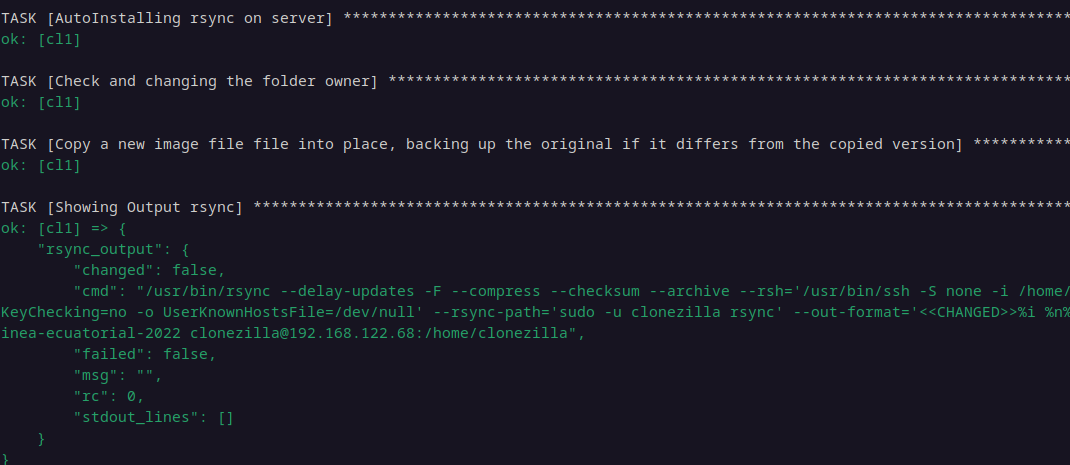 TASK [AutoInstalling rsync on server] *********************************************************************************
ok: [cl1]
TASK [Check and changing the folder owner] ****************************************************************************
ok: [cl1]
TASK [Copy a new image file file into place, backing up the original if it differs from the copied version] ***********
ok: [cl1]
TASK [Showing Output rsync] *******************************************************************************************
ok: [cl1] => {
    "rsync_output": {
        "changed": false,
        "cmd": "/usr/bin/rsync --delay-updates -F --compress --checksum --archive --rsh='/usr/bin/ssh -S none -i /home/
KeyChecking=no -o UserKnownHostsFile=/dev/null' --rsync-path='sudo -u clonezilla rsync' --out-format='<<CHANGED>>%i %n%
inea-ecuatorial-2022 clonezilla@192.168.122.68:/home/clonezilla",
        "failed": false,
        "msg": "",
        "rc": 0,
        "stdout_lines": []
    }
}